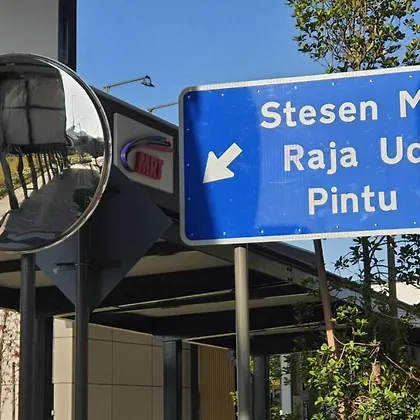 Stesen M
Raja Ud
Pintu
MRT